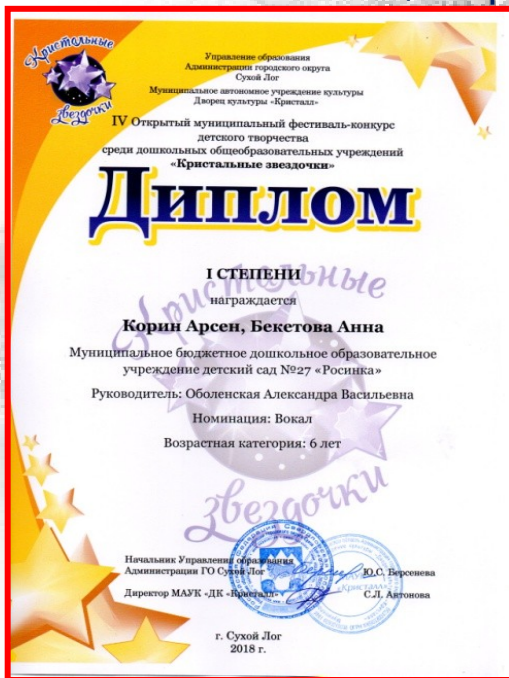 Кристальные
звездочки
Управление образования
Администрации городского округа
Сухой Лог
Муниципальное автономное учреждение культуры
Дворец культуры «Кристалл»
IV Открытый муниципальный фестиваль-конкурс
детского творчества
среди дошкольных общеобразовательных учреждений
«Кристальные звездочки»
Диплом
I СТЕПЕНИ
награждается
Корин Арсен, Бекетова Анна
Муниципальное бюджетное дошкольное образовательное
учреждение детский сад №27 «Росинка»
Руководитель: Оболенская Александра Васильевна
Номинация: Вокал
Возрастная категория: 6 лет
Кристальные
звездочки
Начальник Управления образования
Администрации ГО Сухой Лог Ю.С. Берсенева
Директор МАУК «ДК «Кристалл» С.Л. Антонова
г. Сухой Лог
2018 г.